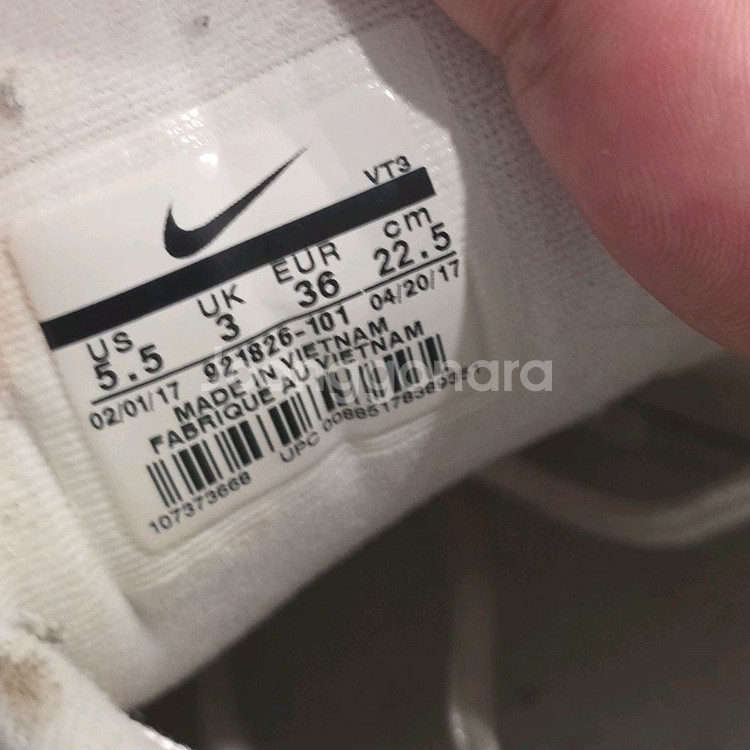 VT3
US UK EUR cm
5.5 3 36 22.5
02/01/17 921826-101 04/20/17
MADE IN VIETNAM
FABRIQUE AU VIETNAM
107373668 UPC
Joonggonara